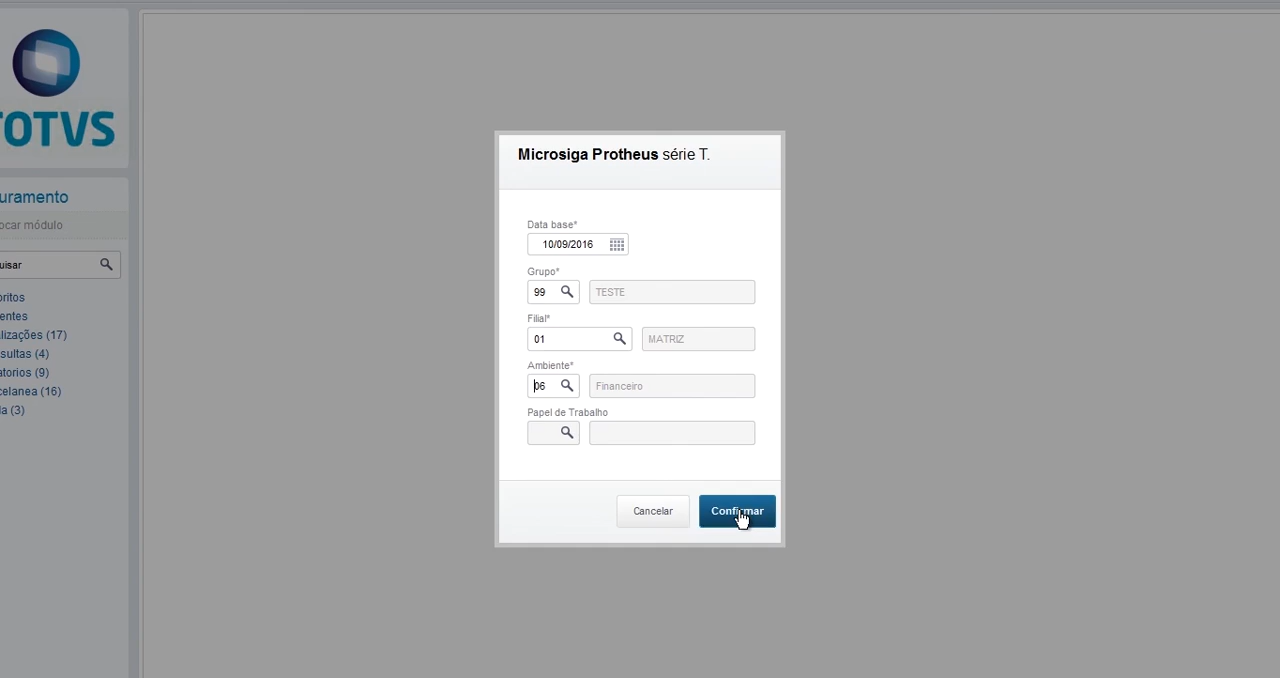 TOTVS
uramento
ocar módulo
uisar
oritos
entes
lizações (17)
sultas (4)
atorios (9)
celanea (16)
da (3)
Microsiga Protheus série T.
Data base*
10/09/2016
Grupo*
99 TESTE
Filial*
01 MATRIZ
Ambiente*
06 Financeiro
Papel de Trabalho
Cancelar Confirmar